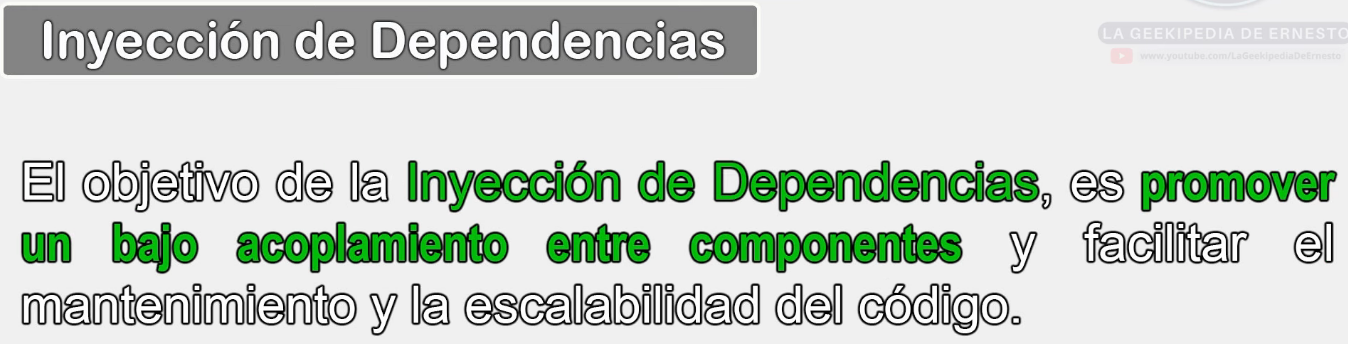 Inyección de Dependencias
LA GEEKIPEDIA DE ERNESTO
www.youtube.com/LaGeekipediaDeErnesto
El objetivo de la Inyección de Dependencias, es promover
un bajo acoplamiento entre componentes y facilitar el
mantenimiento y la escalabilidad del código.